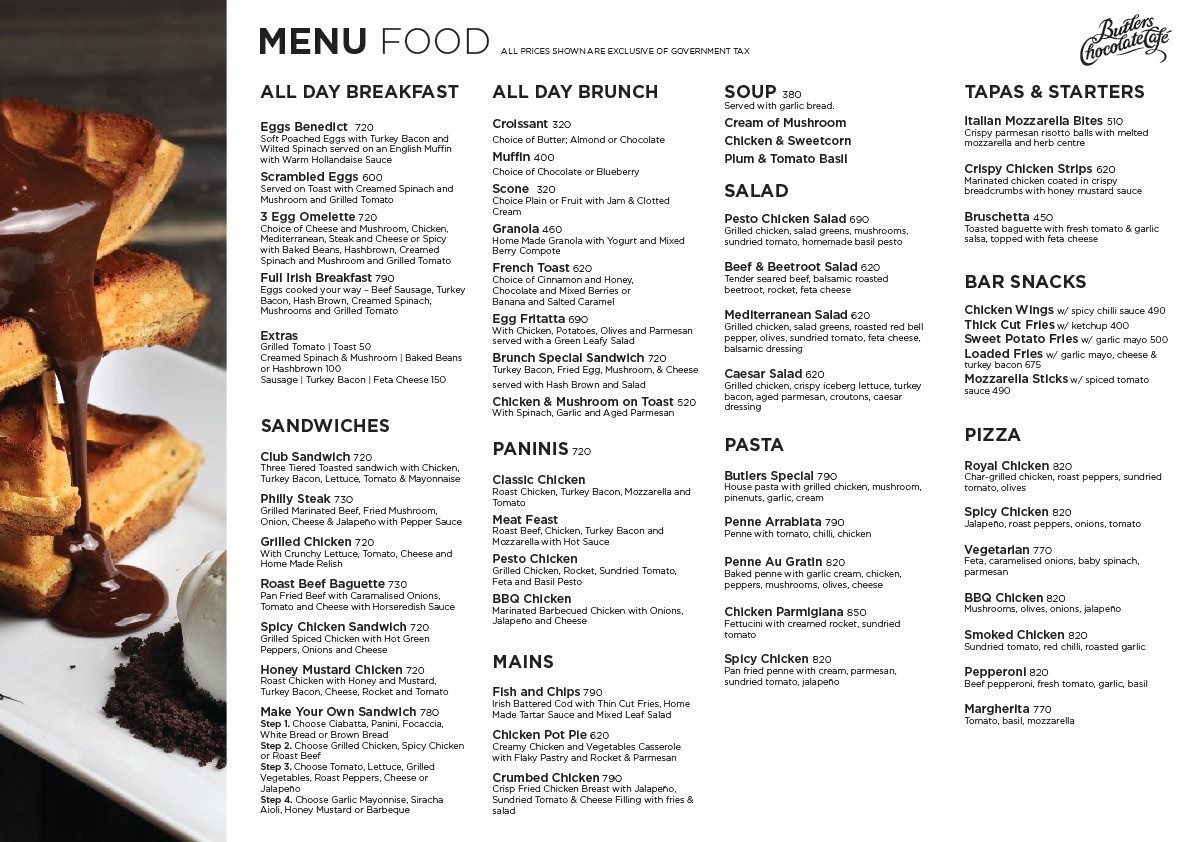 MENU FOOD ALL PRICES SHOWN ARE EXCLUSIVE OF GOVERNMENT TAX
Butlers
Chocolate Café
ALL DAY BREAKFAST
Eggs Benedict 720
Soft Poached Eggs with Turkey Bacon and
Wilted Spinach served on an English Muffin
with Warm Hollandaise Sauce
Scrambled Eggs 600
Served on Toast with Creamed Spinach and
Mushroom and Grilled Tomato
3 Egg Omelette 720
Choice of Cheese and Mushroom, Chicken,
Mediterranean, Steak and Cheese or Spicy
with Baked Beans, Hashbrown, Creamed
Spinach and Mushroom and Grilled Tomato
Full Irish Breakfast 790
Eggs cooked your way – Beef Sausage, Turkey
Bacon, Hash Brown, Creamed Spinach,
Mushrooms and Grilled Tomato
Extras
Grilled Tomato | Toast 50
Creamed Spinach & Mushroom | Baked Beans
or Hashbrown 100
Sausage | Turkey Bacon | Feta Cheese 150
SANDWICHES
Club Sandwich 720
Three Tiered Toasted sandwich with Chicken,
Turkey Bacon, Lettuce, Tomato & Mayonnaise
Philly Steak 730
Grilled Marinated Beef, Fried Mushroom,
Onion, Cheese & Jalapeño with Pepper Sauce
Grilled Chicken 720
With Crunchy Lettuce, Tomato, Cheese and
Home Made Relish
Roast Beef Baguette 730
Pan Fried Beef with Caramalised Onions,
Tomato and Cheese with Horseredish Sauce
Spicy Chicken Sandwich 720
Grilled Spiced Chicken with Hot Green
Peppers, Onions and Cheese
Honey Mustard Chicken 720
Roast Chicken with Honey and Mustard,
Turkey Bacon, Cheese, Rocket and Tomato
Make Your Own Sandwich 780
Step 1. Choose Ciabatta, Panini, Focaccia,
White Bread or Brown Bread
Step 2. Choose Grilled Chicken, Spicy Chicken
or Roast Beef
Step 3. Choose Tomato, Lettuce, Grilled
Vegetables, Roast Peppers, Cheese or
Jalapeño
Step 4. Choose Garlic Mayonnise, Siracha
Aioli, Honey Mustard or Barbeque
ALL DAY BRUNCH
Croissant 320
Choice of Butter; Almond or Chocolate
Muffin 400
Choice of Chocolate or Blueberry
Scone 320
Choice Plain or Fruit with Jam & Clotted
Cream
Granola 460
Home Made Granola with Yogurt and Mixed
Berry Compote
French Toast 620
Choice of Cinnamon and Honey,
Chocolate and Mixed Berries or
Banana and Salted Caramel
Egg Fritatta 690
With Chicken, Potatoes, Olives and Parmesan
served with a Green Leafy Salad
Brunch Special Sandwich 720
Turkey Bacon, Fried Egg, Mushroom, & Cheese
served with Hash Brown and Salad
Chicken & Mushroom on Toast 520
With Spinach, Garlic and Aged Parmesan
PANINIS 720
Classic Chicken
Roast Chicken, Turkey Bacon, Mozzarella and
Tomato
Meat Feast
Roast Beef, Chicken, Turkey Bacon and
Mozzarella with Hot Sauce
Pesto Chicken
Grilled Chicken, Rocket, Sundried Tomato,
Feta and Basil Pesto
BBQ Chicken
Marinated Barbecued Chicken with Onions,
Jalapeño and Cheese
MAINS
Fish and Chips 790
Irish Battered Cod with Thin Cut Fries, Home
Made Tartar Sauce and Mixed Leaf Salad
Chicken Pot Pie 620
Creamy Chicken and Vegetables Casserole
with Flaky Pastry and Rocket & Parmesan
Crumbed Chicken 790
Crisp Fried Chicken Breast with Jalapeño,
Sundried Tomato & Cheese Filling with fries &
salad
SOUP 380
Served with garlic bread.
Cream of Mushroom
Chicken & Sweetcorn
Plum & Tomato Basil
SALAD
Pesto Chicken Salad 690
Grilled chicken, salad greens, mushrooms,
sundried tomato, homemade basil pesto
Beef & Beetroot Salad 620
Tender seared beef, balsamic roasted
beetroot, rocket, feta cheese
Mediterranean Salad 620
Grilled chicken, salad greens, roasted red bell
pepper, olives, sundried tomato, feta cheese,
balsamic dressing
Caesar Salad 620
Grilled chicken, crispy iceberg lettuce, turkey
bacon, aged parmesan, croutons, caesar
dressing
PASTA
Butlers Special 790
House pasta with grilled chicken, mushroom,
pinenuts, garlic, cream
Penne Arrabiata 790
Penne with tomato, chilli, chicken
Penne Au Gratin 820
Baked penne with garlic cream, chicken,
peppers, mushrooms, olives, cheese
Chicken Parmigiana 850
Fettucini with creamed rocket, sundried
tomato
Spicy Chicken 820
Pan fried penne with cream, parmesan,
sundried tomato, jalapeño
TAPAS & STARTERS
Italian Mozzarella Bites 510
Crispy parmesan risotto balls with melted
mozzarella and herb centre
Crispy Chicken Strips 620
Marinated chicken coated in crispy
breadcrumbs with honey mustard sauce
Bruschetta 450
Toasted baguette with fresh tomato & garlic
salsa, topped with feta cheese
BAR SNACKS
Chicken Wings w/ spicy chilli sauce 490
Thick Cut Fries w/ ketchup 400
Sweet Potato Fries w/ garlic mayo 500
Loaded Fries w/ garlic mayo, cheese &
turkey bacon 675
Mozzarella Sticks w/ spiced tomato
sauce 490
PIZZA
Royal Chicken 820
Char-grilled chicken, roast peppers, sundried
tomato, olives
Spicy Chicken 820
Jalapeño, roast peppers, onions, tomato
Vegetarian 770
Feta, caramelised onions, baby spinach,
parmesan
BBQ Chicken 820
Mushrooms, olives, onions, jalapeño
Smoked Chicken 820
Sundried tomato, red chilli, roasted garlic
Pepperoni 820
Beef pepperoni, fresh tomato, garlic, basil
Margherita 770
Tomato, basil, mozzarella